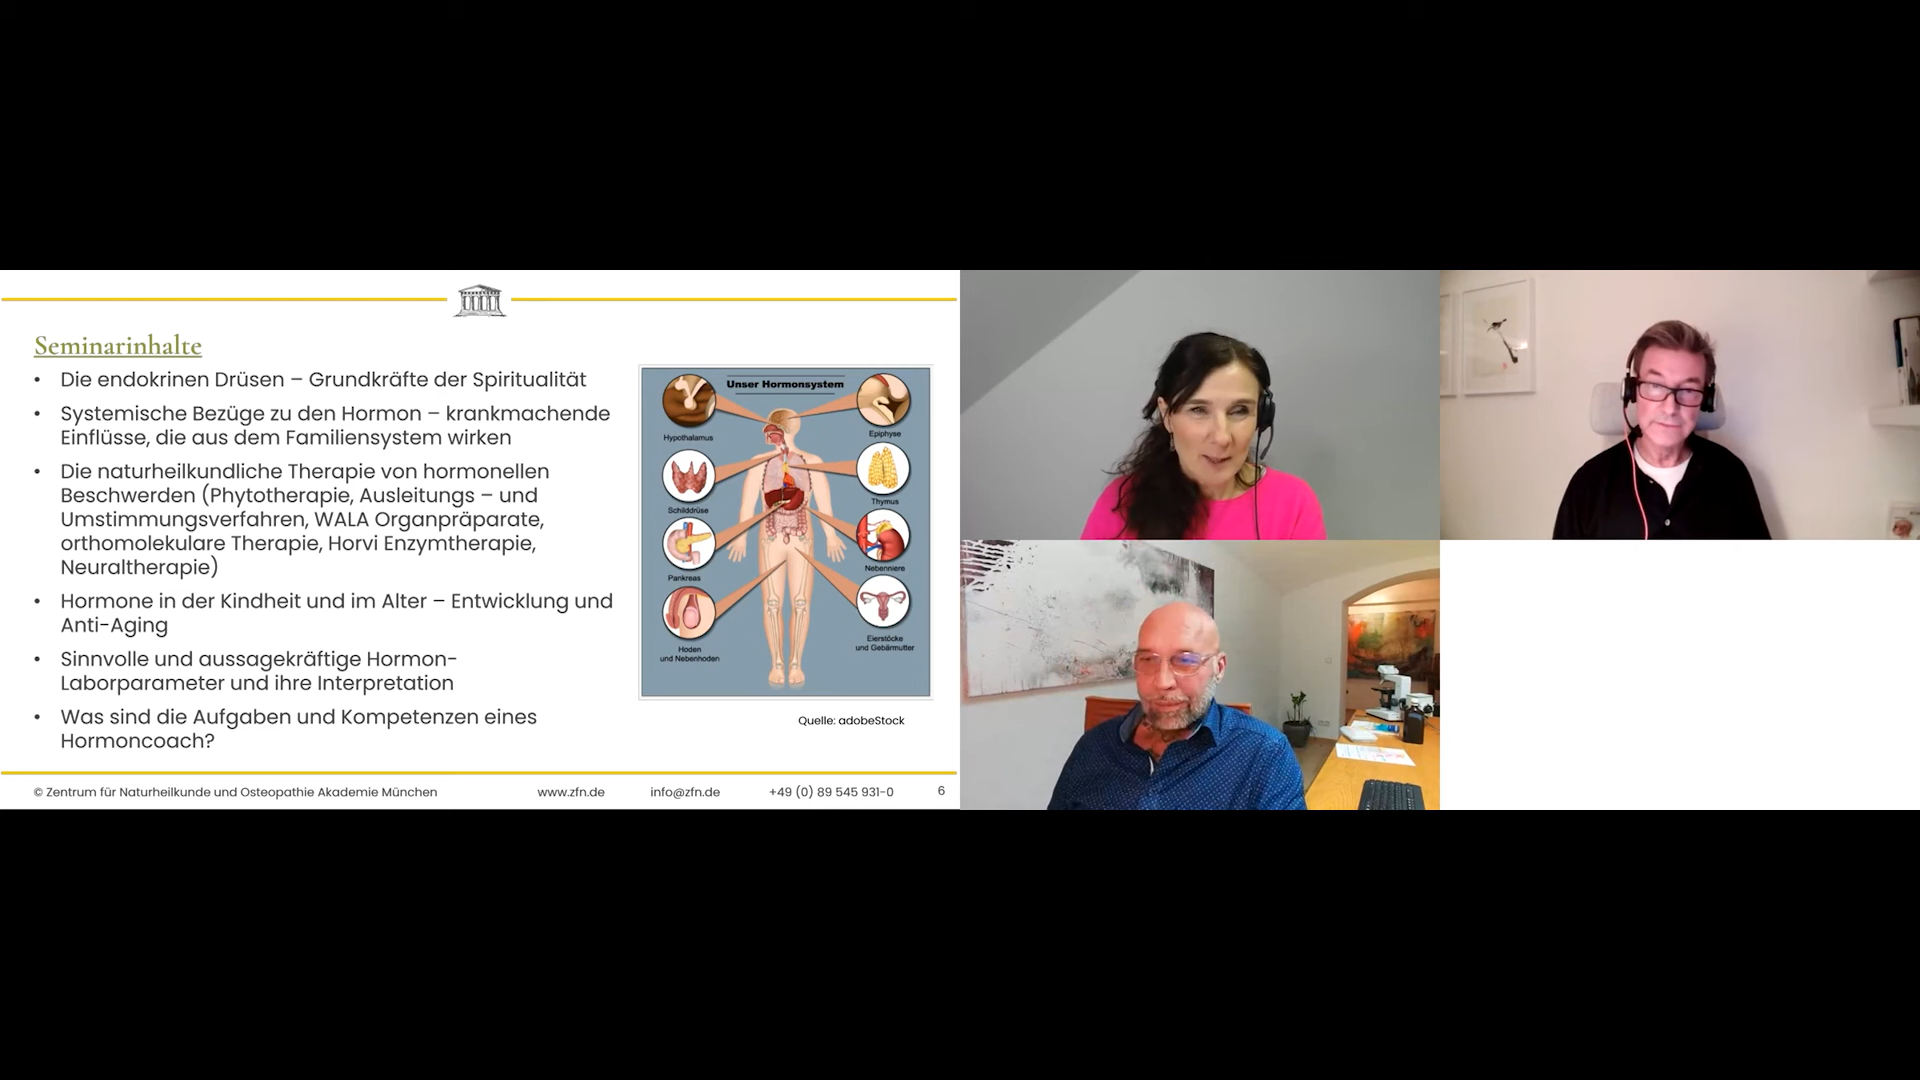 Seminarinhalte
• Die endokrinen Drüsen – Grundkräfte der Spiritualität
• Systemische Bezüge zu den Hormon – krankmachende
Einflüsse, die aus dem Familiensystem wirken
• Die naturheilkundliche Therapie von hormonellen
Beschwerden (Phytotherapie, Ausleitungs – und
Umstimmungsverfahren, WALA Organpräparate,
orthomolekulare Therapie, Horvi Enzymtherapie,
Neuraltherapie)
• Hormone in der Kindheit und im Alter – Entwicklung und
Anti-Aging
• Sinnvolle und aussagekräftige Hormon-
Laborparameter und ihre Interpretation
• Was sind die Aufgaben und Kompetenzen eines
Hormoncoach?
Unser Hormonsystem
Hypothalamus
Epiphyse
Schilddrüse
Thymus
Pankreas
Nebenniere
Hoden
und Nebenhoden
Eierstöcke
und Gebärmutter
Quelle: adobeStock
© Zentrum für Naturheilkunde und Osteopathie Akademie München www.zfn.de info@zfn.de +49 (0) 89 545 931-0 6